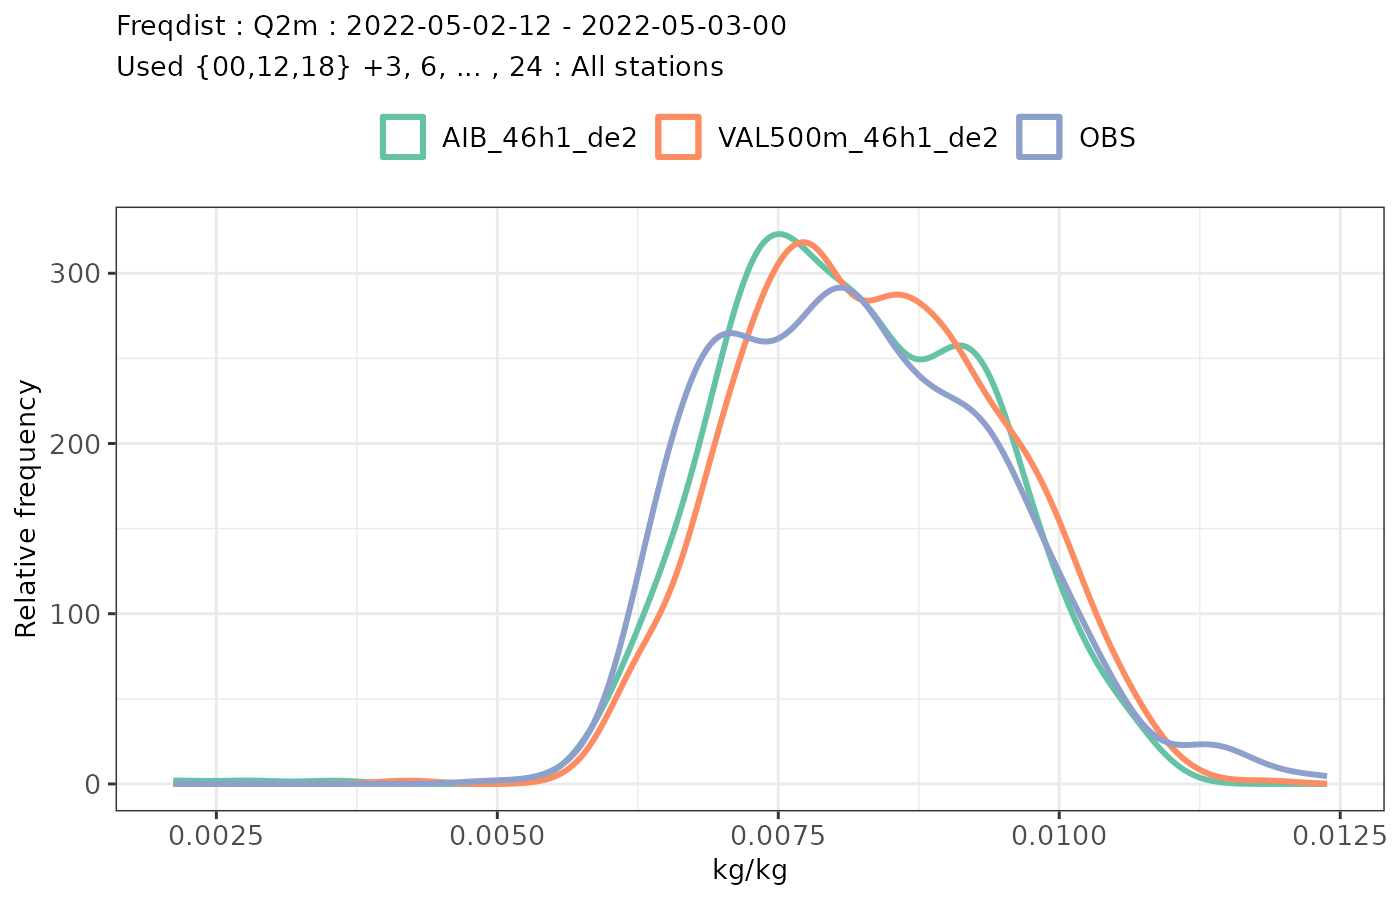 Freqdist : Q2m : 2022-05-02-12 - 2022-05-03-00
Used {00,12,18} +3, 6, ... , 24 : All stations
AIB_46h1_de2 VAL500m_46h1_de2 OBS
Relative frequency
300
200
100
0
0.0025 0.0050 0.0075 0.0100 0.0125
kg/kg